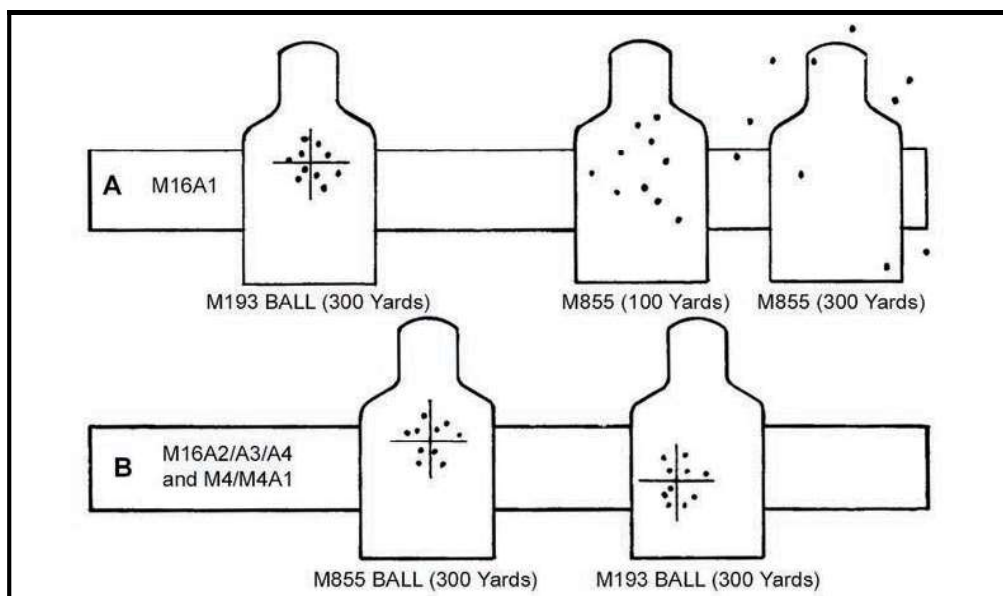 A M16A1
M193 BALL (300 Yards)
M855 (100 Yards)
M855 (300 Yards)
B
M16A2/A3/A4
and M4/M4A1
M855 BALL (300 Yards)
M193 BALL (300 Yards)